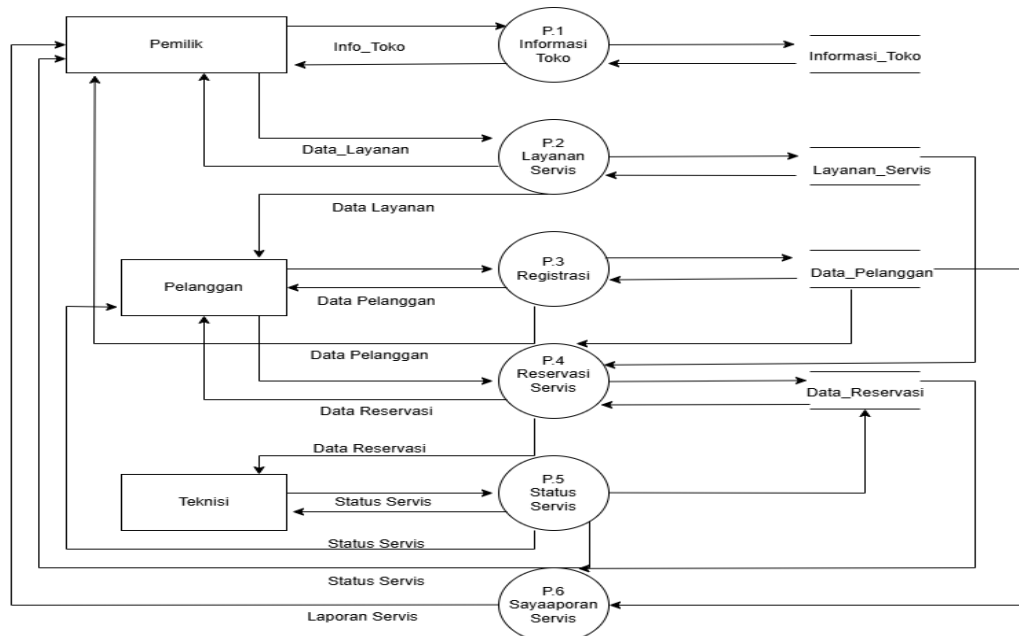 Pemilik
Info_Toko
P.1
Informasi
Toko
Informasi_Toko
Data_Layanan
P.2
Layanan
Servis
Layanan_Servis
Data Layanan
Pelanggan
P.3
Registrasi
Data_Pelanggan
Data Pelanggan
Data Pelanggan
P.4
Reservasi
Servis
Data_Reservasi
Data Reservasi
Data Reservasi
Teknisi
P.5
Status
Servis
Status Servis
Status Servis
Status Servis
P.6
Sayaaporan
Servis
Laporan Servis